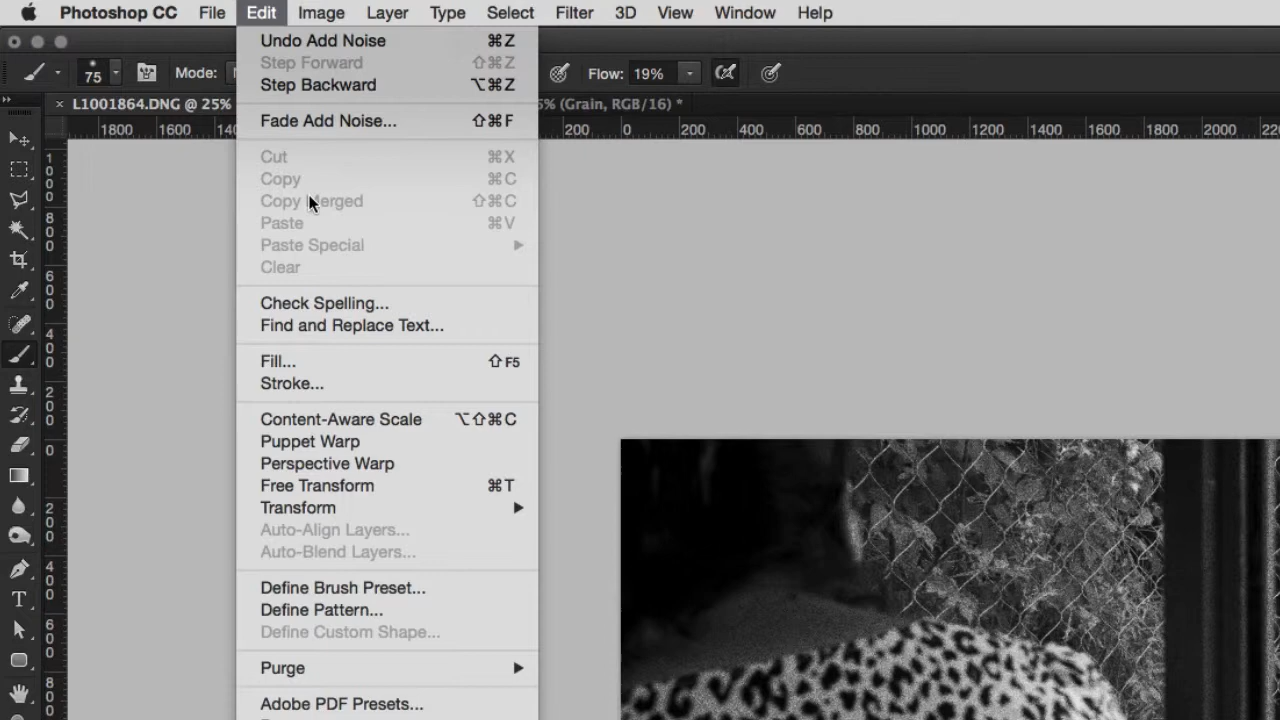 Photoshop CC File Edit Image Layer Type Select Filter 3D View Window Help
75 Mode: Flow: 19%
× L1001864.DNG @ 25% % (Grain, RGB/16) *
1800 1600 200 0 200 400 600 800 1000 1200 1400 1600 1800 2000
Undo Add Noise ⌘Z
Step Forward ⇧⌘Z
Step Backward ⌥⌘Z
Fade Add Noise... ⇧⌘F
Cut ⌘X
Copy ⌘C
Copy Merged ⇧⌘C
Paste ⌘V
Paste Special
Clear
Check Spelling...
Find and Replace Text...
Fill... ⇧F5
Stroke...
Content-Aware Scale ⌥⇧⌘C
Puppet Warp
Perspective Warp
Free Transform ⌘T
Transform
Auto-Align Layers...
Auto-Blend Layers...
Define Brush Preset...
Define Pattern...
Define Custom Shape...
Purge
Adobe PDF Presets...